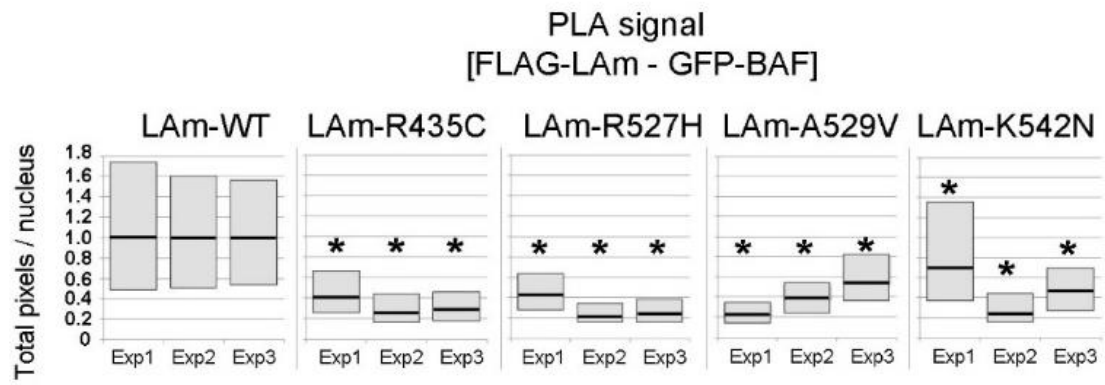 PLA signal
[FLAG-LAm - GFP-BAF]
LAm-WT LAm-R435C LAm-R527H LAm-A529V LAm-K542N
Total pixels / nucleus
1.8
1.6
1.4
1.2
1.0
0.8
0.6
0.4
0.2
0
* * * * * * * * * * * *
Exp1 Exp2 Exp3 Exp1 Exp2 Exp3 Exp1 Exp2 Exp3 Exp1 Exp2 Exp3 Exp1 Exp2 Exp3